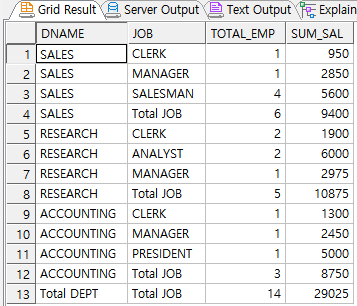 Grid Result Server Output Text Output Explain
DNAME JOB TOTAL_EMP SUM_SAL
1 SALES CLERK 1 950
2 SALES MANAGER 1 2850
3 SALES SALESMAN 4 5600
4 SALES Total JOB 6 9400
5 RESEARCH CLERK 2 1900
6 RESEARCH ANALYST 2 6000
7 RESEARCH MANAGER 1 2975
8 RESEARCH Total JOB 5 10875
9 ACCOUNTING CLERK 1 1300
10 ACCOUNTING MANAGER 1 2450
11 ACCOUNTING PRESIDENT 1 5000
12 ACCOUNTING Total JOB 3 8750
13 Total DEPT 14 29025